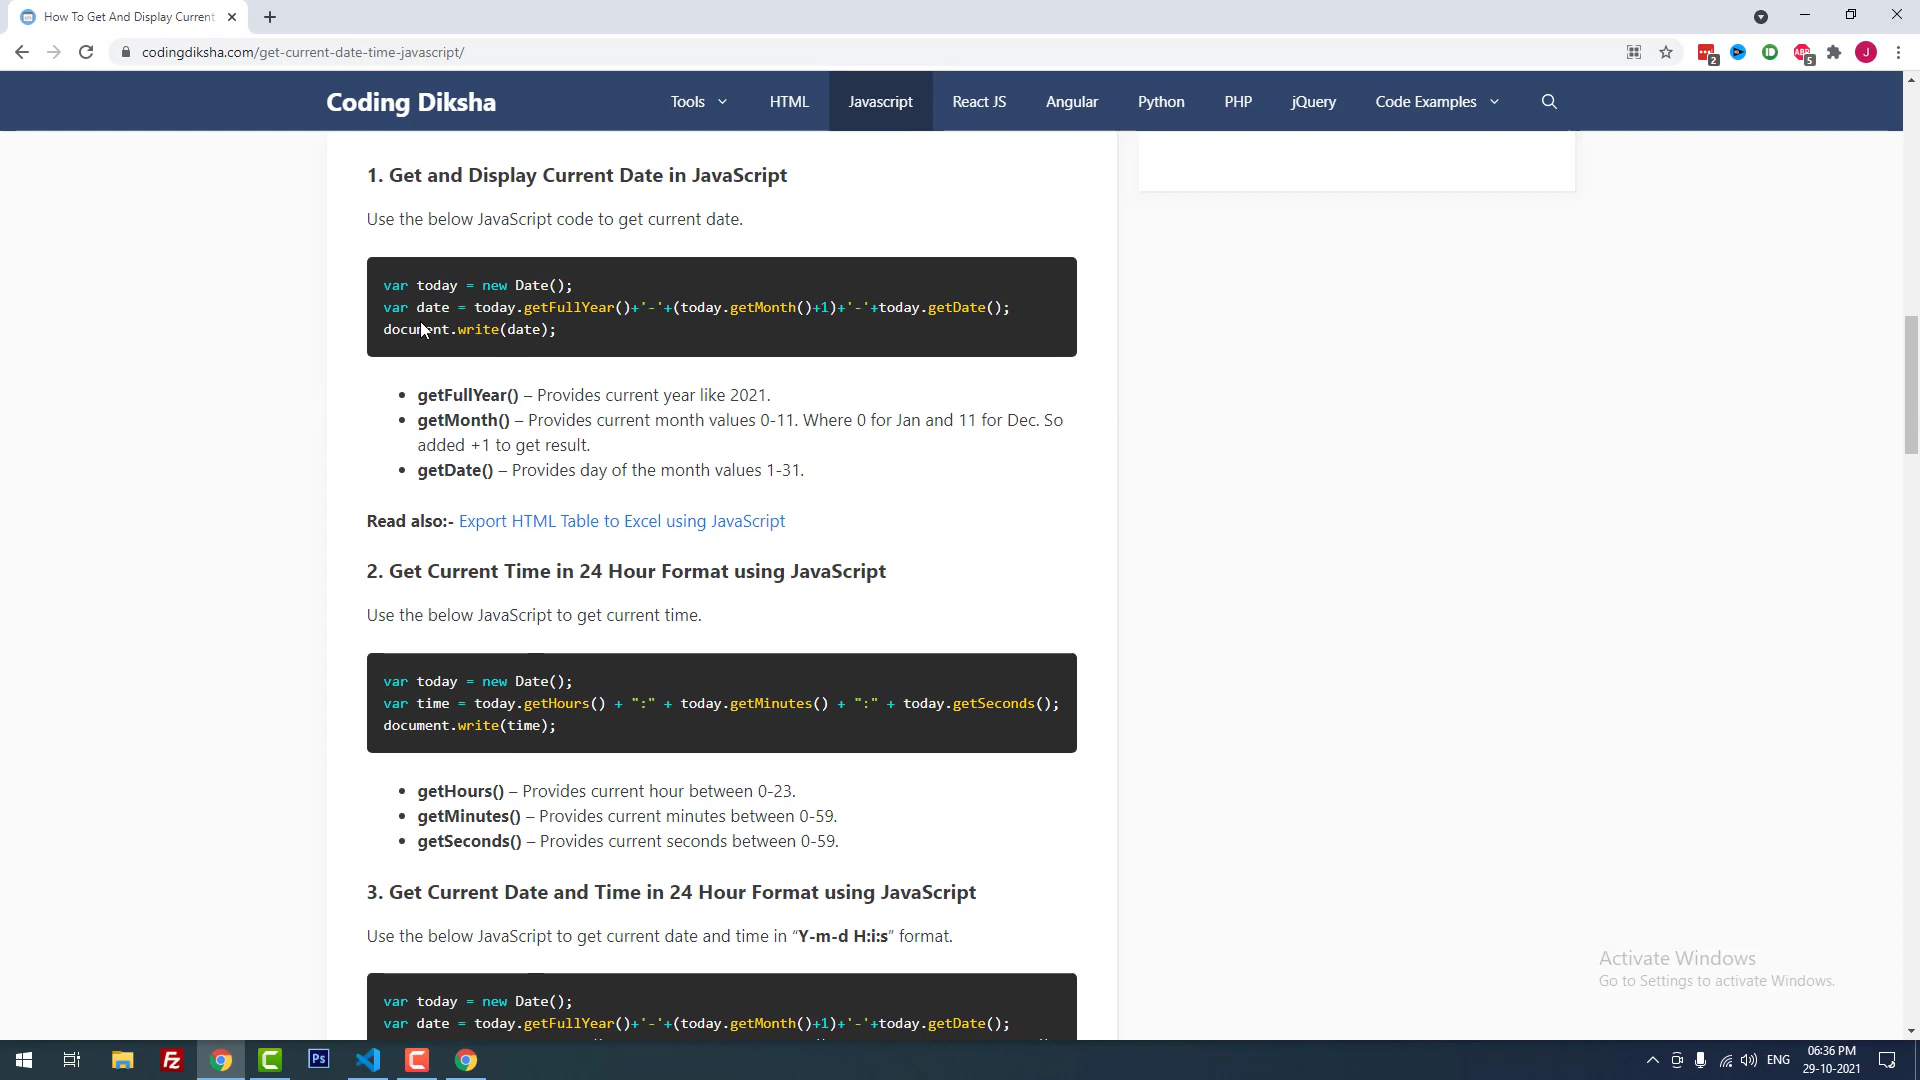 How To Get And Display Current
codingdiksha.com/get-current-date-time-javascript/
2
ABP
5
J
Coding Diksha
Tools
HTML
Javascript
React JS
Angular
Python
PHP
jQuery
Code Examples
1. Get and Display Current Date in JavaScript
Use the below JavaScript code to get current date.
var today = new Date();
var date = today.getFullYear()+'-'+(today.getMonth()+1)+'-'+today.getDate();
document.write(date);
• getFullYear() – Provides current year like 2021.
• getMonth() – Provides current month values 0-11. Where 0 for Jan and 11 for Dec. So
added +1 to get result.
• getDate() – Provides day of the month values 1-31.
Read also:- Export HTML Table to Excel using JavaScript
2. Get Current Time in 24 Hour Format using JavaScript
Use the below JavaScript to get current time.
var today = new Date();
var time = today.getHours() + ":" + today.getMinutes() + ":" + today.getSeconds();
document.write(time);
• getHours() – Provides current hour between 0-23.
• getMinutes() – Provides current minutes between 0-59.
• getSeconds() – Provides current seconds between 0-59.
3. Get Current Date and Time in 24 Hour Format using JavaScript
Use the below JavaScript to get current date and time in “Y-m-d H:i:s” format.
var today = new Date();
var date = today.getFullYear()+'-'+(today.getMonth()+1)+'-'+today.getDate();
Activate Windows
Go to Settings to activate Windows.
Fz
C
Ps
C
ENG
06:36 PM
29-10-2021